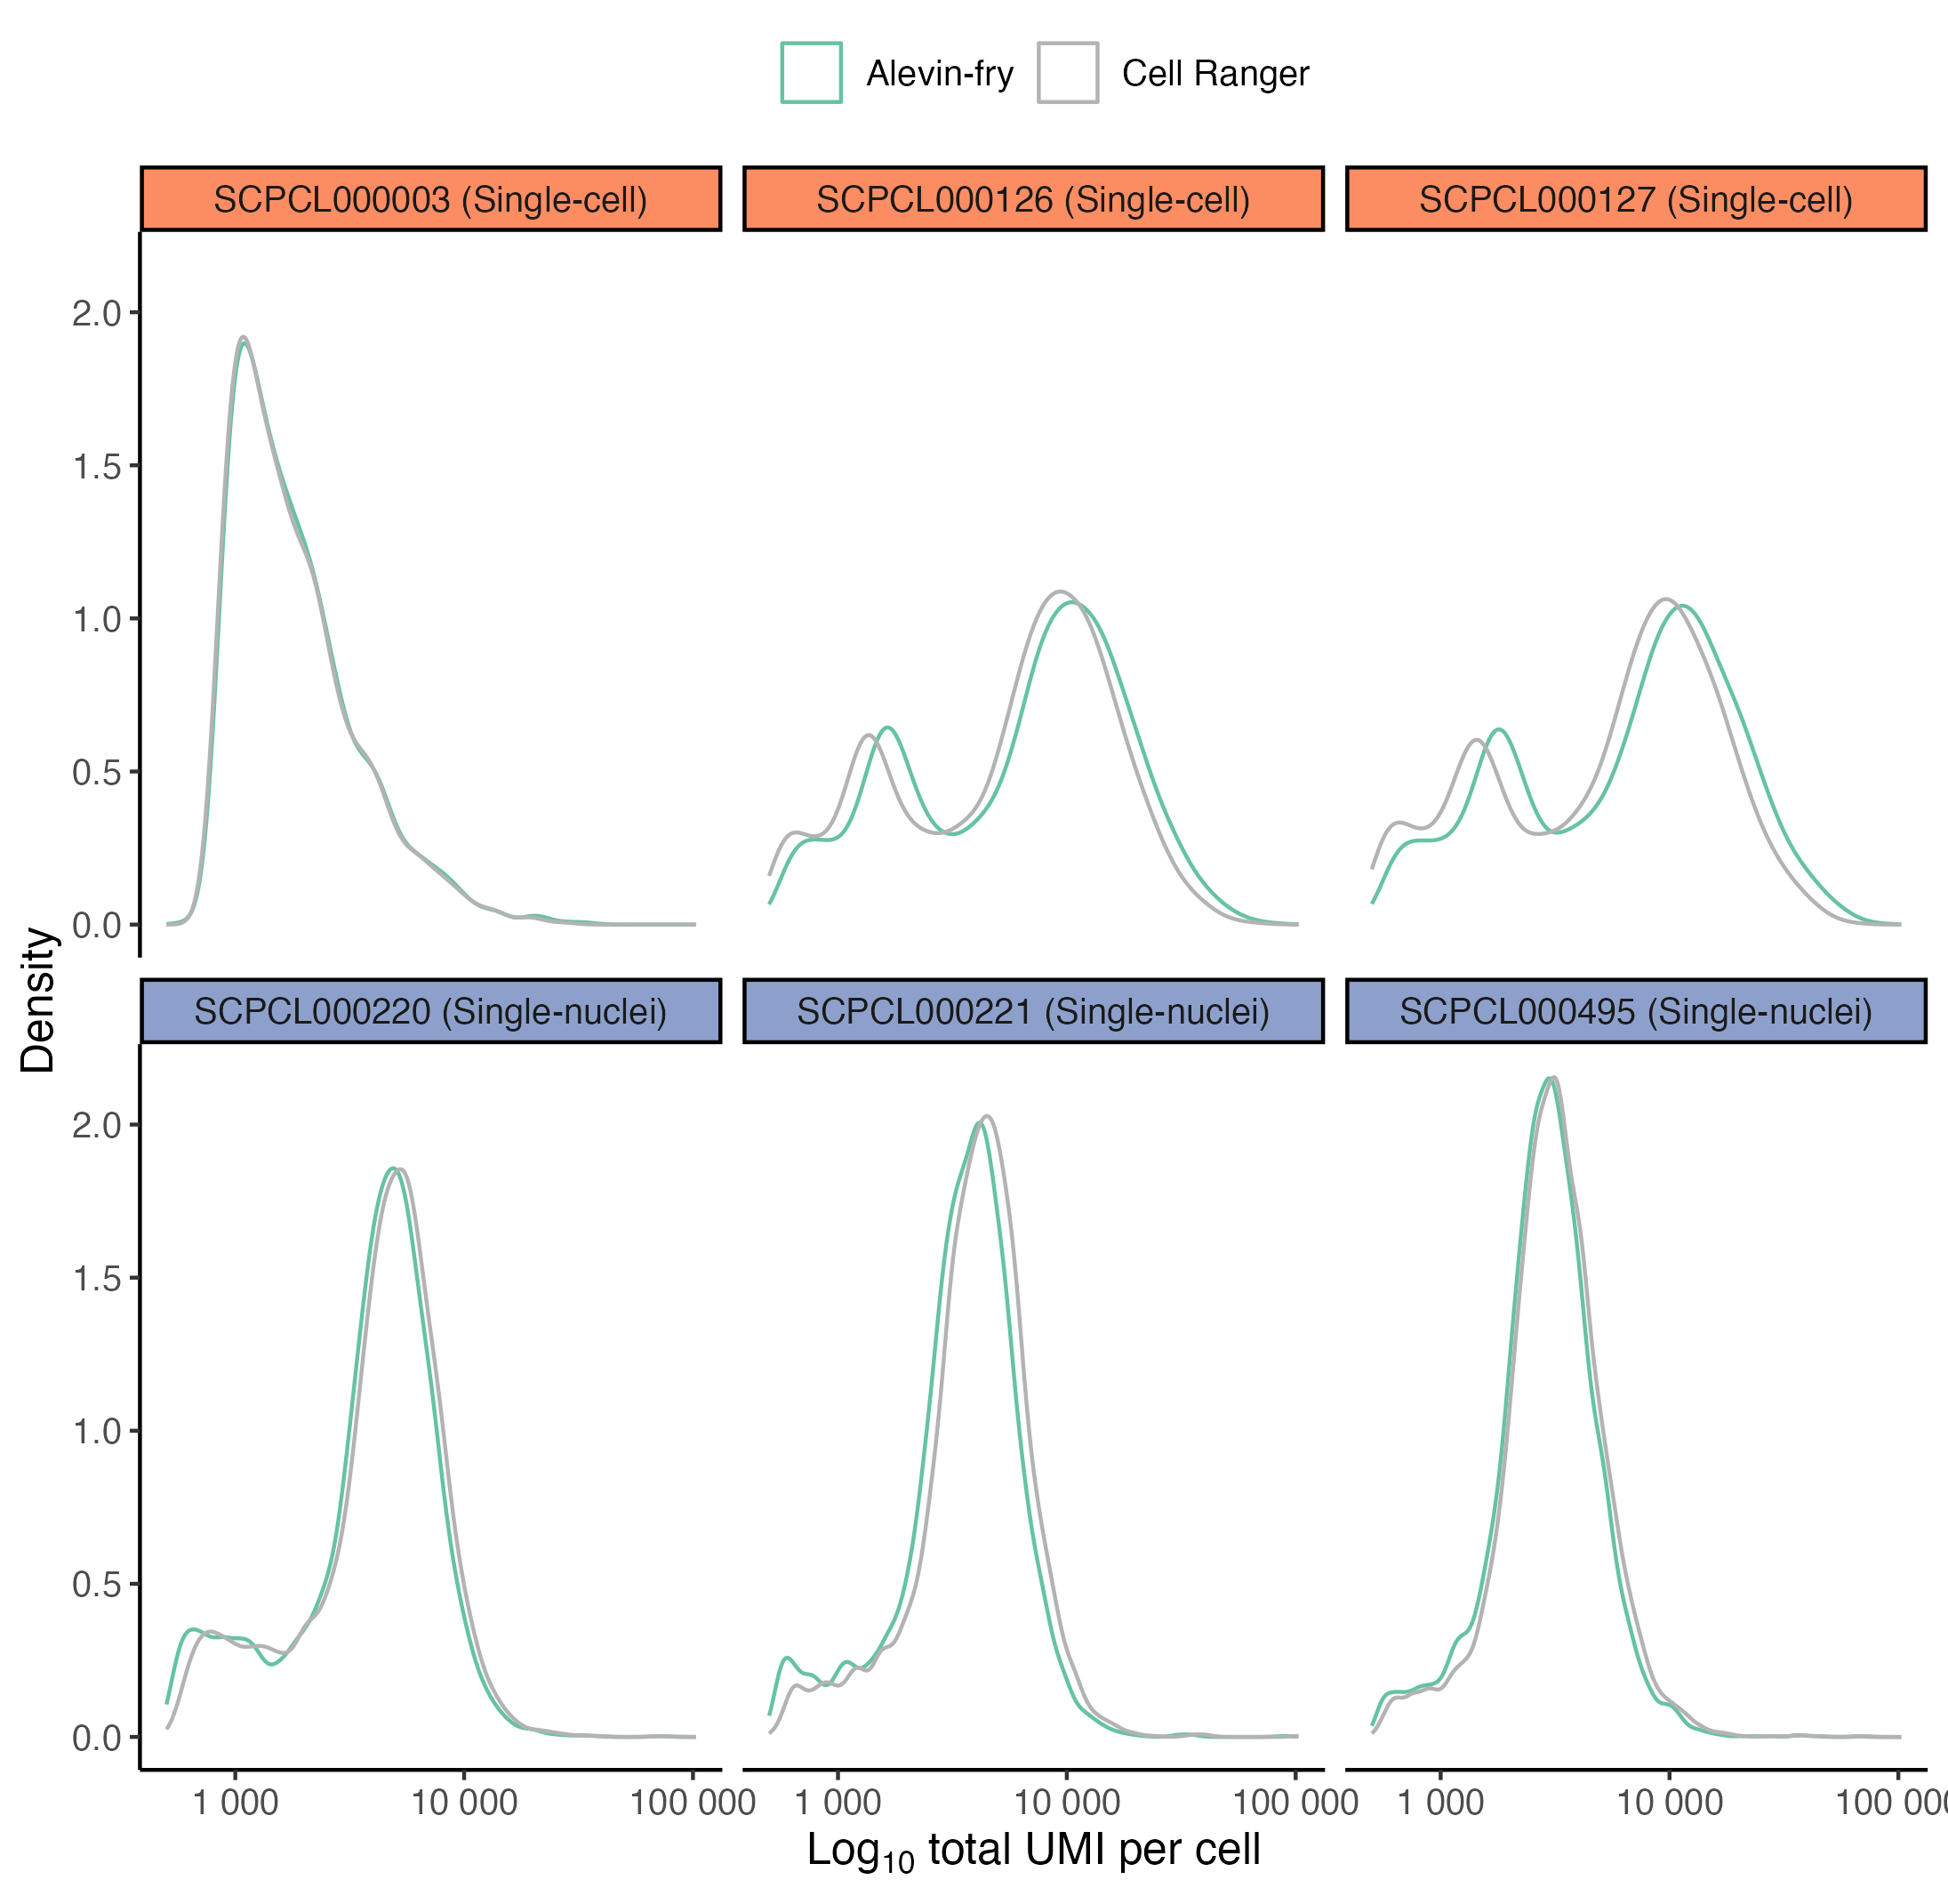 Alevin-fry Cell Ranger
SCPCL000003 (Single-cell) SCPCL000126 (Single-cell) SCPCL000127 (Single-cell)
2.0
1.5
1.0
0.5
0.0
Density
SCPCL000220 (Single-nuclei) SCPCL000221 (Single-nuclei) SCPCL000495 (Single-nuclei)
2.0
1.5
1.0
0.5
0.0
1 000 10 000 100 000 1 000 10 000 100 000 1 000 10 000 100 000
Log₁₀ total UMI per cell